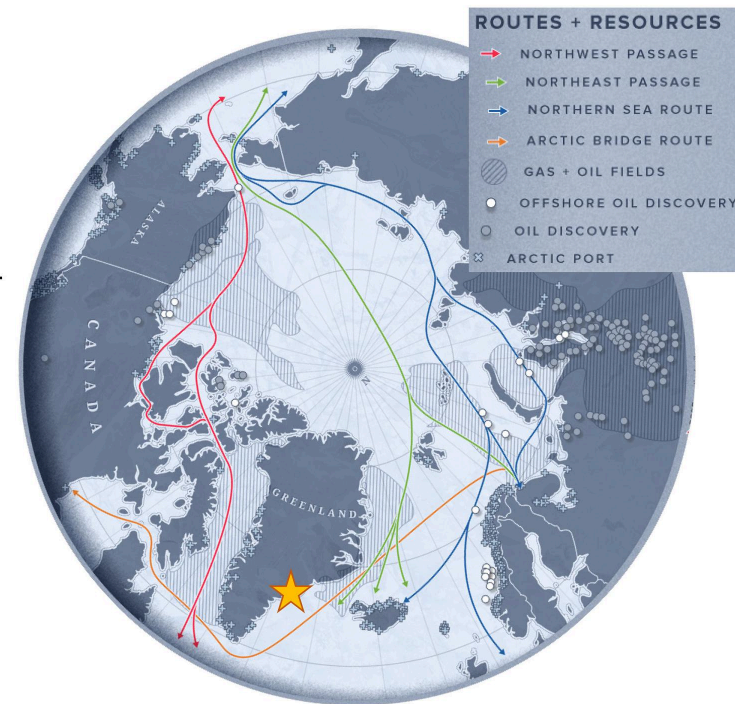 ROUTES + RESOURCES
NORTHWEST PASSAGE
NORTHEAST PASSAGE
NORTHERN SEA ROUTE
ARCTIC BRIDGE ROUTE
GAS + OIL FIELDS
OFFSHORE OIL DISCOVERY
OIL DISCOVERY
ARCTIC PORT
ALASKA
CANADA
N
GREENLAND